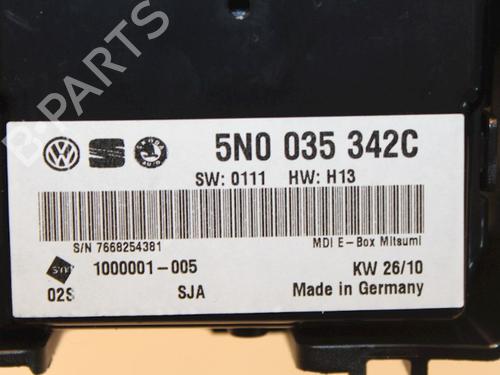 B-PARTS
5N0 035 342C
SW: 0111 HW: H13
S/N 7668254381
MDI E-Box Mitsumi
1000001-005
KW 26/10
02S
SJA
Made in Germany